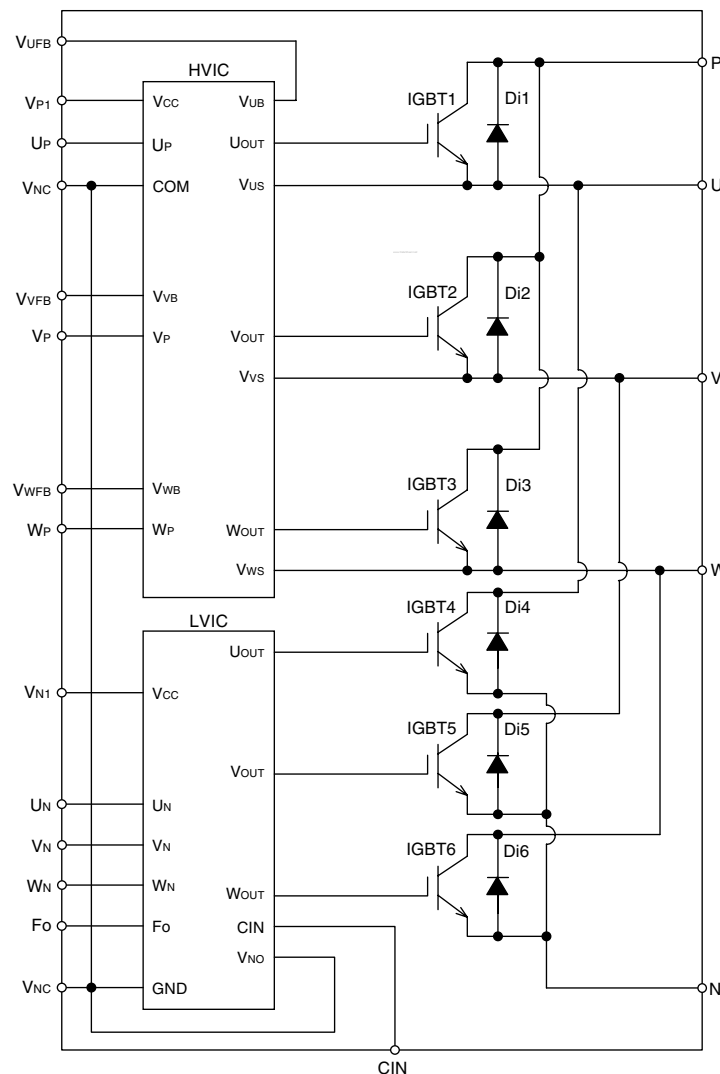 VUFB
HVIC
P
VP1
VCC
VUB
IGBT1
Di1
UP
UP
UOUT
VNC
COM
VUS
U
VVFB
VVB
IGBT2
Di2
VP
VP
VOUT
VVS
V
VWFB
VWB
IGBT3
Di3
WP
WP
WOUT
VWS
W
LVIC
IGBT4
Di4
UOUT
VN1
VCC
IGBT5
Di5
VOUT
UN
UN
VN
VN
IGBT6
Di6
WN
WN
WOUT
Fo
Fo
CIN
VNO
VNC
GND
N
CIN